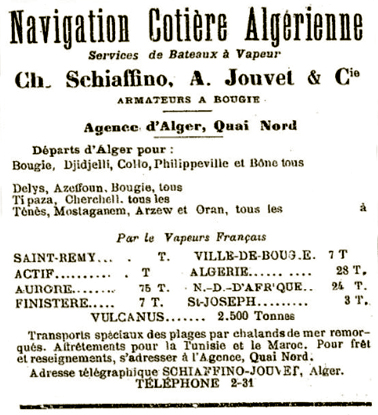 Navigation Cotière Algérienne
Services de Bateaux à Vapeur
Ch. Schiaffino, A. Jouvet & Cie
ARMATEURS A BOUGIE
Agence d'Alger, Quai Nord
Départs d'Alger pour :
Bougie, Djidjelli, Collo, Philippeville et Bône tous
Delys, Azeffoun, Bougie, tous
Tipaza, Cherchell. tous les
Ténès, Mostaganem, Arzew et Oran, tous les à
Par le Vapeurs Français
SAINT-REMY... . T. VILLE-DE-BOUG.E. 7 T
ACTIF.......... . T ALGERIE........... 28 T.
AURORE........ 75 T. N.-D.-D'AFRIQUE.. 24 T.
FINISTERE..... 7 T. St-JOSEPH......... 3 T.
VULCANUS....... 2.500 Tonnes
Transports spéciaux des plages par chalands de mer remor-
qués. Affrètements pour la Tunisie et le Maroc. Pour frêt
et reseignements, s'adresser à l'Agence, Quai Nord.
Adresse télégraphique SCHIAFFINO-JOUVET, Alger.
TÉLÉPHONE 2-31